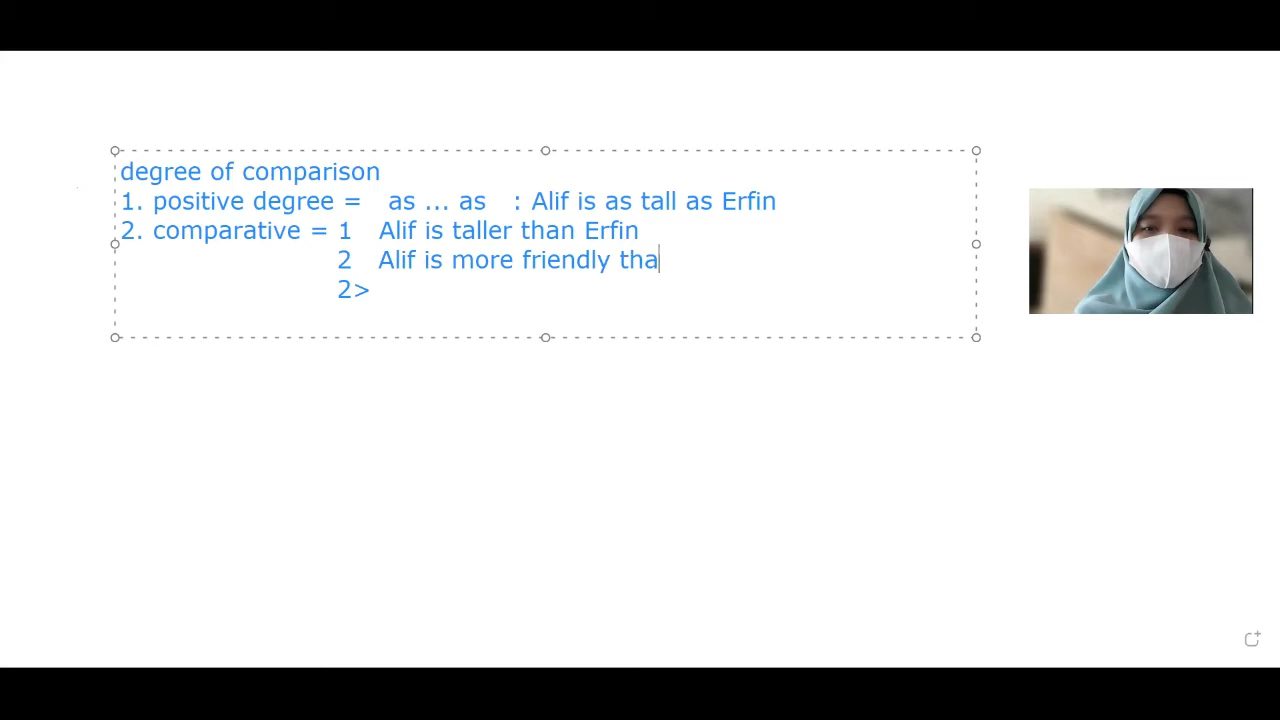 degree of comparison
1. positive degree = as ... as : Alif is as tall as Erfin
2. comparative = 1 Alif is taller than Erfin
2 Alif is more friendly tha
2>